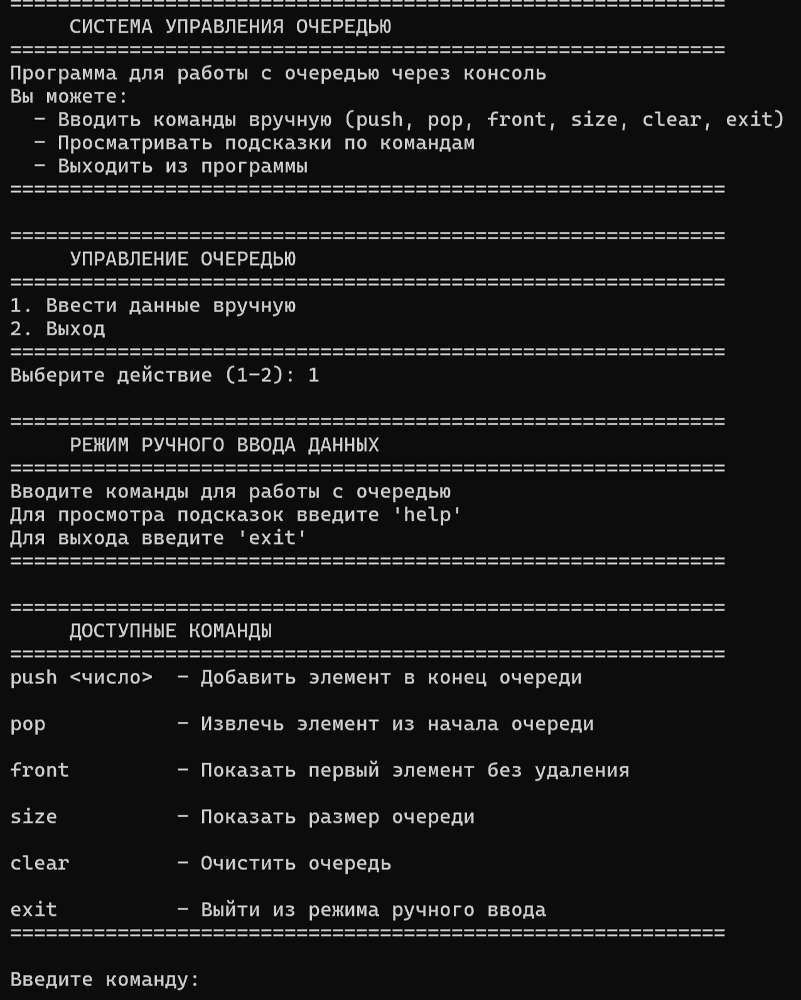 ============================================================
     СИСТЕМА УПРАВЛЕНИЯ ОЧЕРЕДЬЮ
============================================================
Программа для работы с очередью через консоль
Вы можете:
  - Вводить команды вручную (push, pop, front, size, clear, exit)
  - Просматривать подсказки по командам
  - Выходить из программы
============================================================

============================================================
     УПРАВЛЕНИЕ ОЧЕРЕДЬЮ
============================================================
1. Ввести данные вручную
2. Выход
============================================================
Выберите действие (1-2): 1

============================================================
     РЕЖИМ РУЧНОГО ВВОДА ДАННЫХ
============================================================
Вводите команды для работы с очередью
Для просмотра подсказок введите 'help'
Для выхода введите 'exit'
============================================================

============================================================
     ДОСТУПНЫЕ КОМАНДЫ
============================================================
push <число>  - Добавить элемент в конец очереди

pop           - Извлечь элемент из начала очереди

front         - Показать первый элемент без удаления

size          - Показать размер очереди

clear         - Очистить очередь

exit          - Выйти из режима ручного ввода
============================================================

Введите команду: